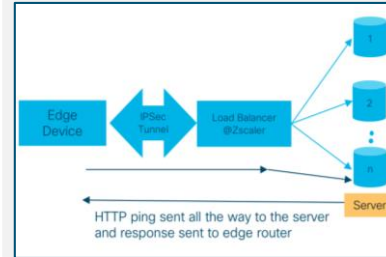 1
Edge
Device
IPSec
Tunnel
Load Balancer
@Zscaler
2
n
Server
HTTP ping sent all the way to the server
and response sent to edge router